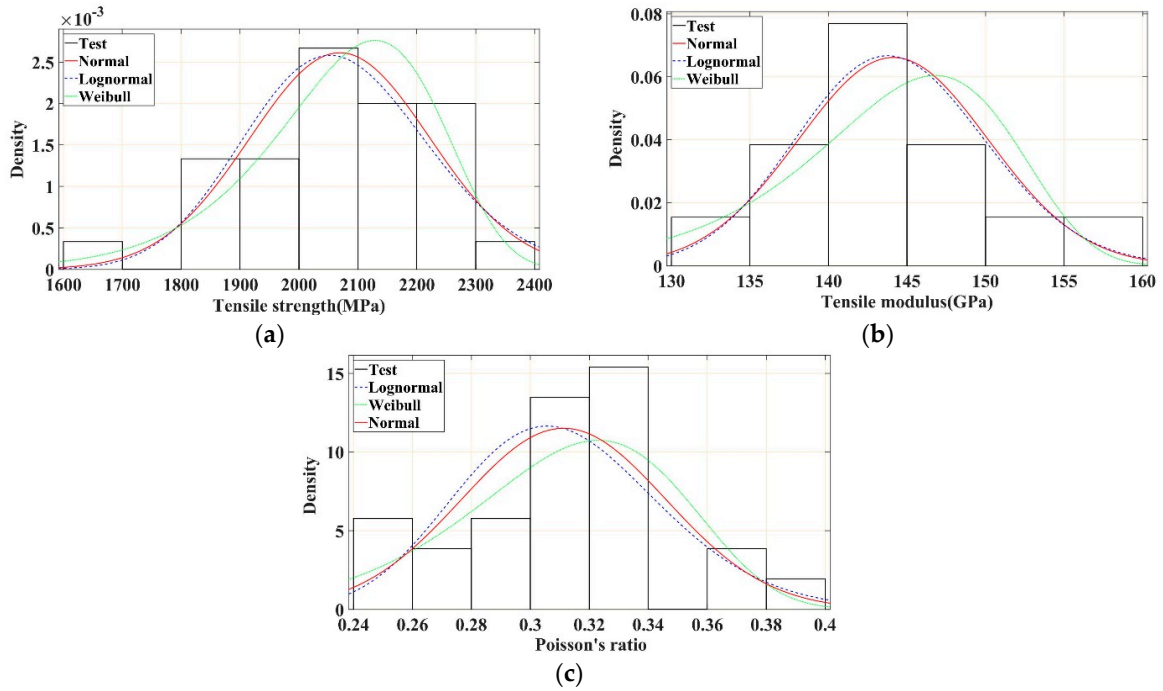 ×10⁻³
Test
Normal
Lognormal
Weibull
2.5
2
1.5
1
0.5
0
Density
1600 1700 1800 1900 2000 2100 2200 2300 2400
Tensile strength(MPa)
(a)
0.08
0.06
0.04
0.02
0
Density
Test
Normal
Lognormal
Weibull
130 135 140 145 150 155 160
Tensile modulus(GPa)
(b)
15
10
5
0
Density
Test
Lognormal
Weibull
Normal
0.24 0.26 0.28 0.3 0.32 0.34 0.36 0.38 0.4
Poisson's ratio
(c)